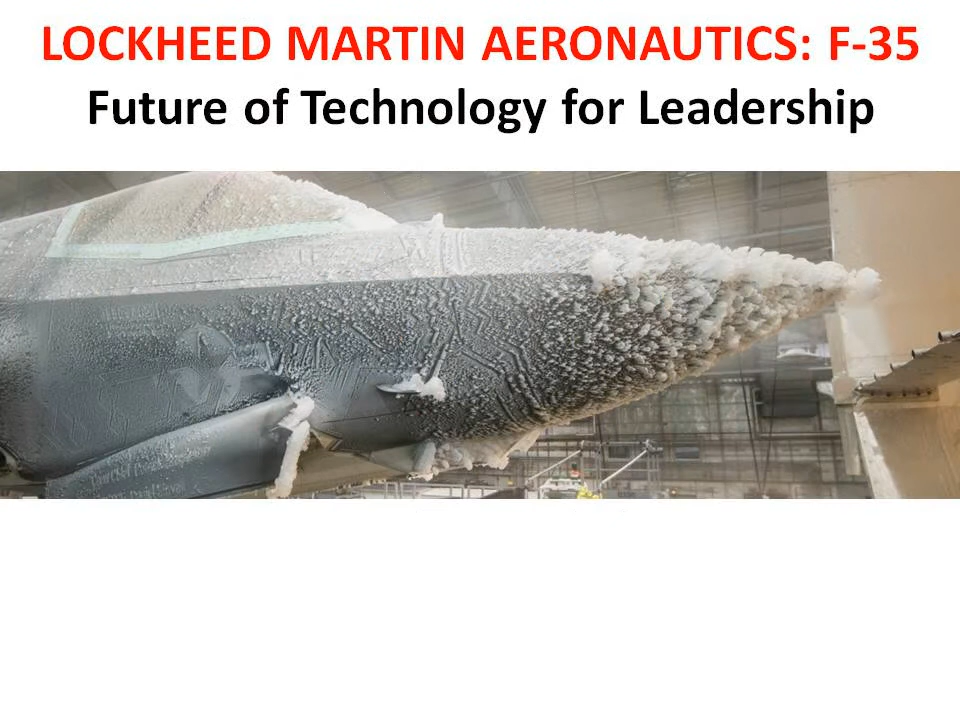 LOCKHEED MARTIN AERONAUTICS: F-35
Future of Technology for Leadership